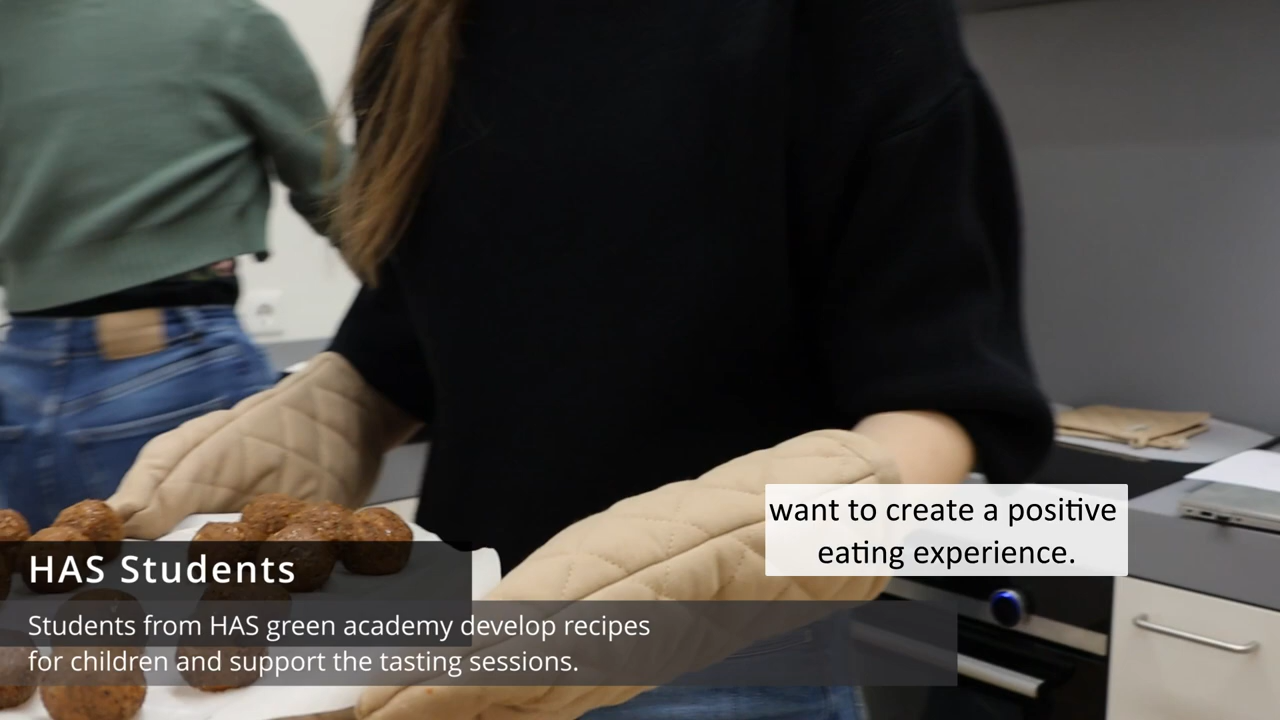 want to create a positive
eating experience.
HAS Students
Students from HAS green academy develop recipes
for children and support the tasting sessions.